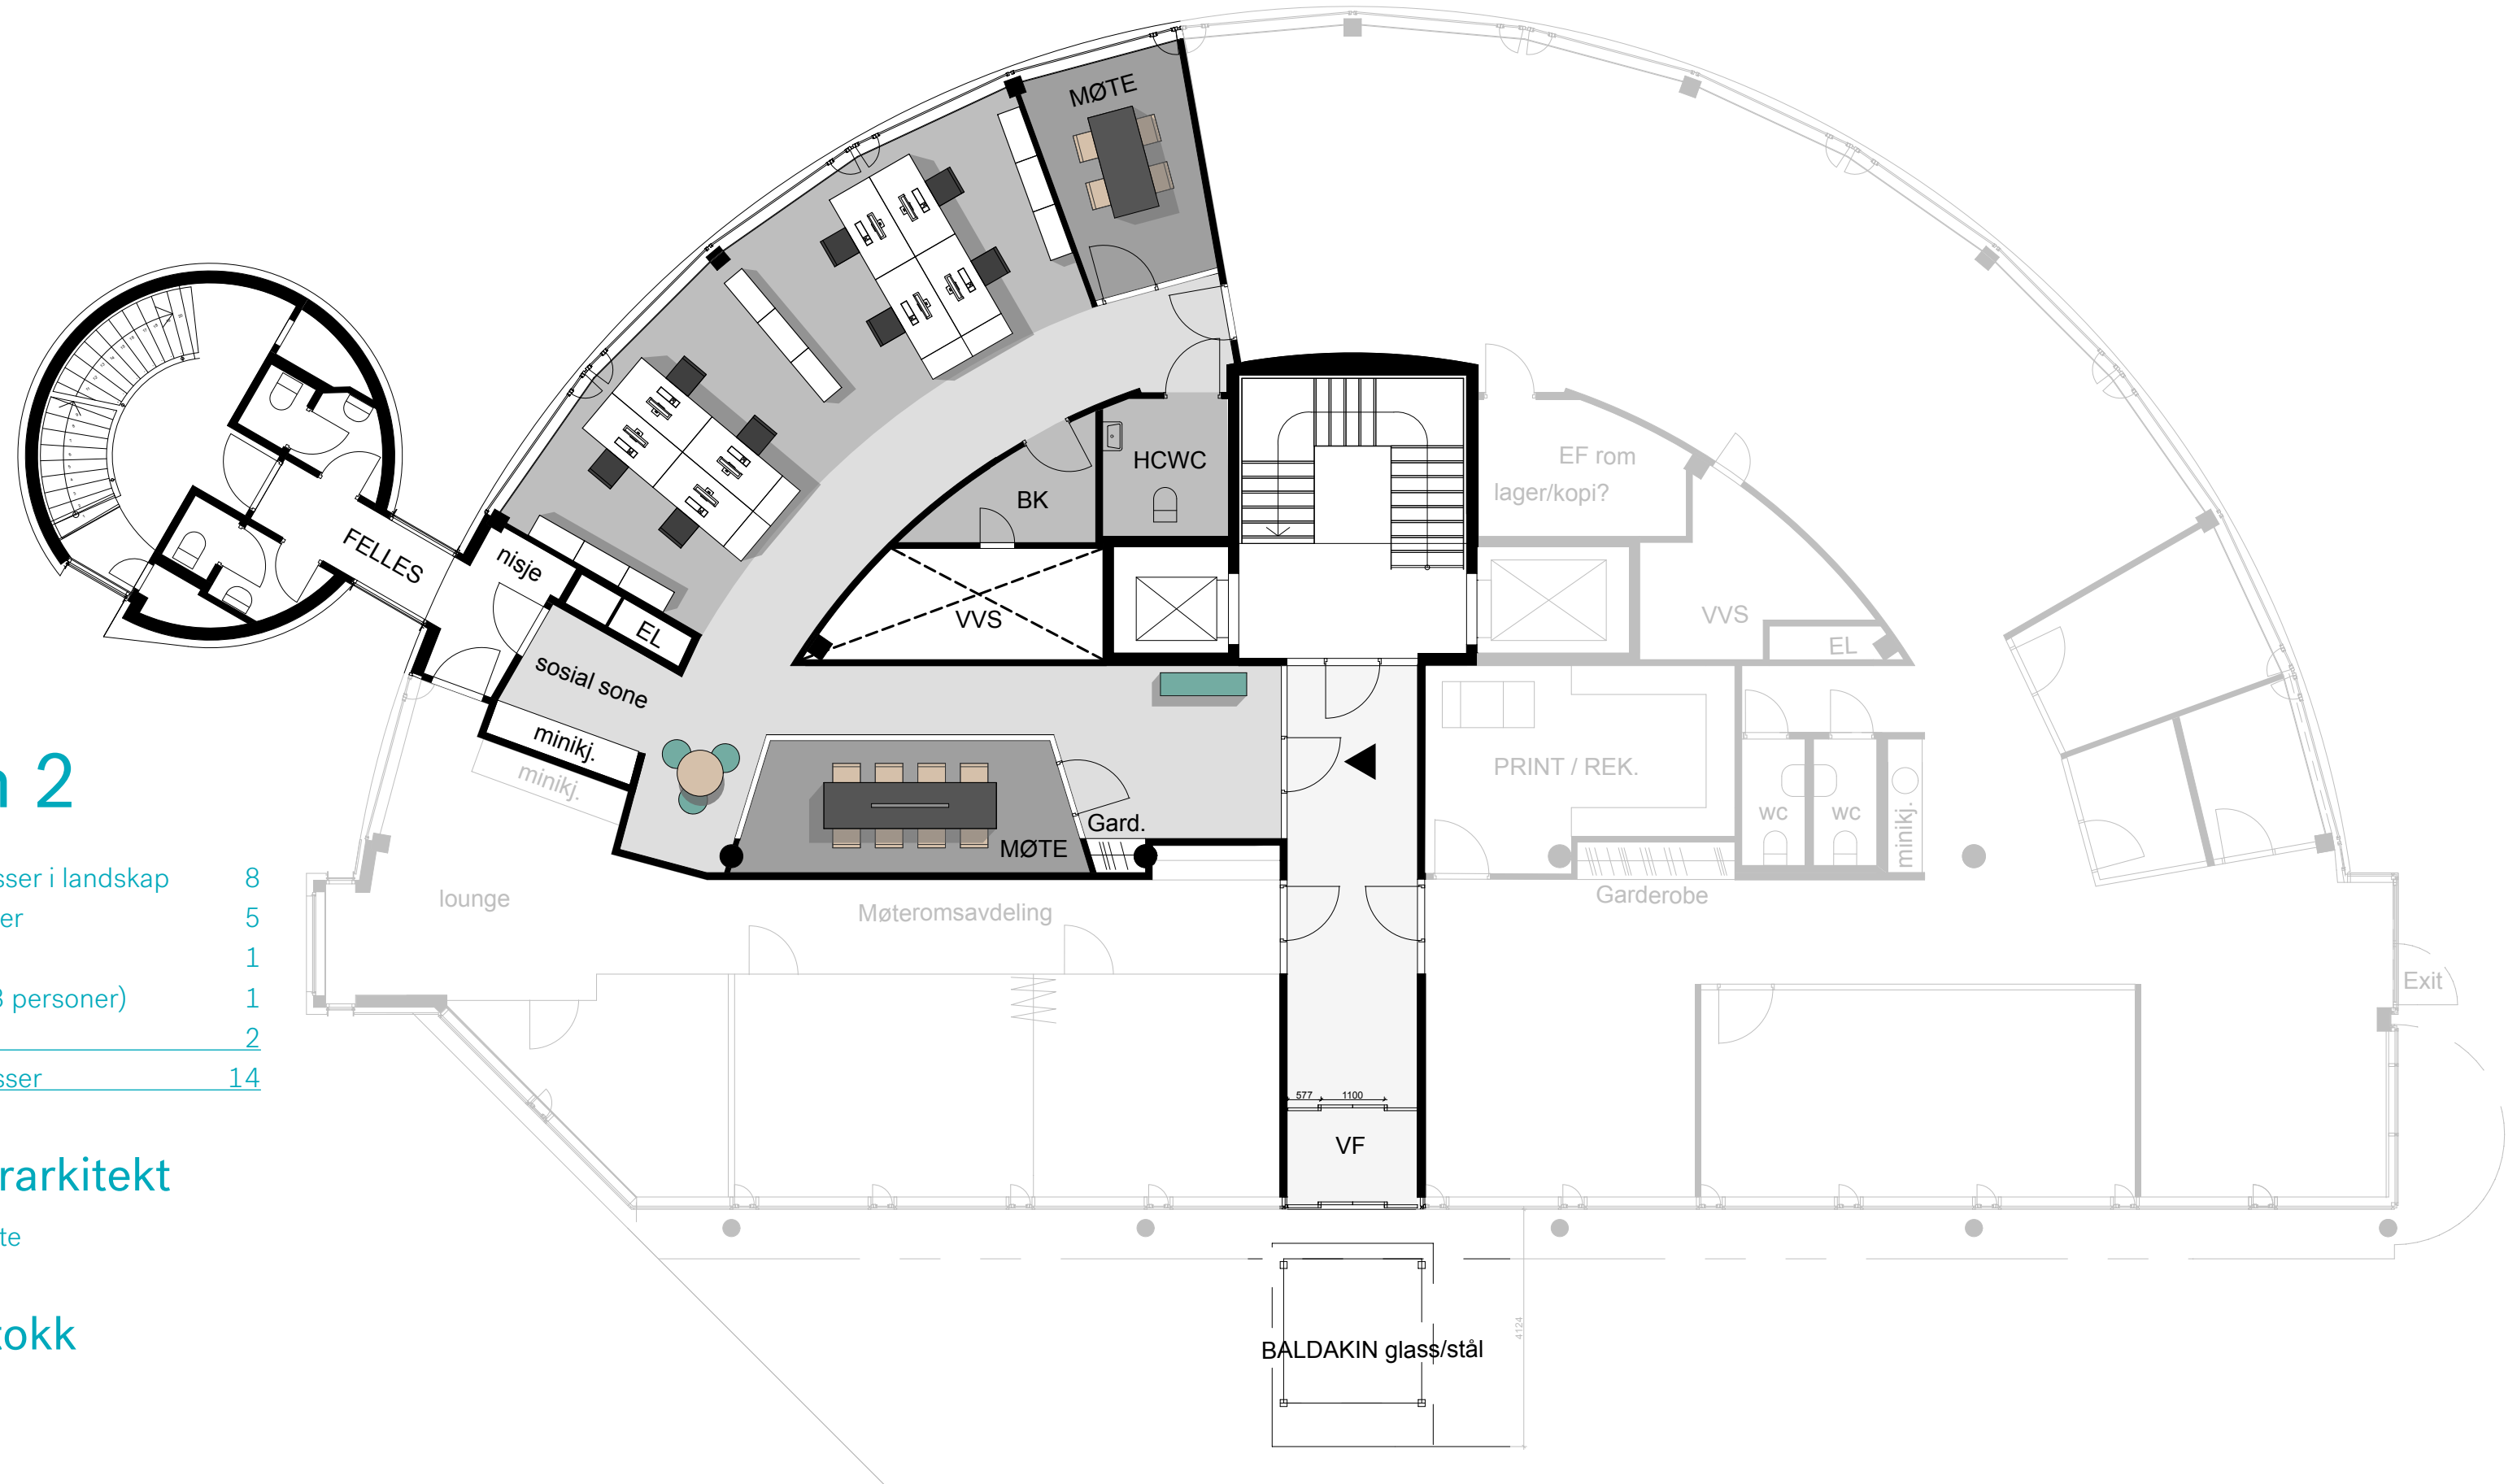 MØTE
HCWC
BK
EF rom
lager/kopi?
FELLES
nisje
EL
VVS
VVS
EL
sosial sone
minikj.
minikj.
PRINT / REK.
wc
wc
minikj.
Gard.
MØTE
Garderobe
lounge
Møteromsavdeling
Exit
577 1100
VF
BALDAKIN glass/stål
4124
n 2
sser i landskap 8
er 5
1
3 personer) 1
2
sser 14
rarkitekt
te
tokk